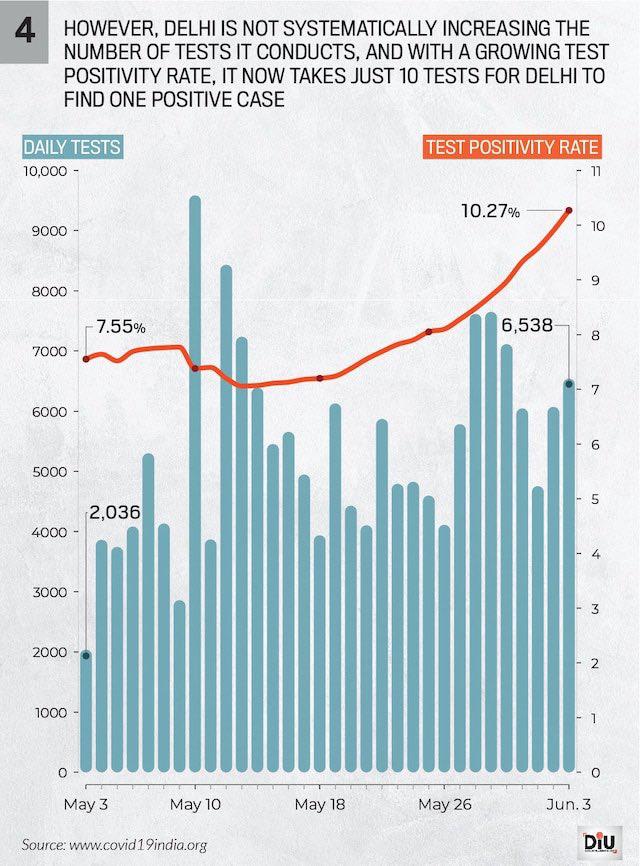 4
HOWEVER, DELHI IS NOT SYSTEMATICALLY INCREASING THE
NUMBER OF TESTS IT CONDUCTS, AND WITH A GROWING TEST
POSITIVITY RATE, IT NOW TAKES JUST 10 TESTS FOR DELHI TO
FIND ONE POSITIVE CASE
DAILY TESTS
TEST POSITIVITY RATE
10,000
9000
8000
7000
6000
5000
4000
3000
2000
1000
0
11
10
9
8
7
6
5
4
3
2
1
0
7.55%
10.27%
2,036
6,538
May 3
May 10
May 18
May 26
Jun. 3
Source: www.covid19india.org
DiU